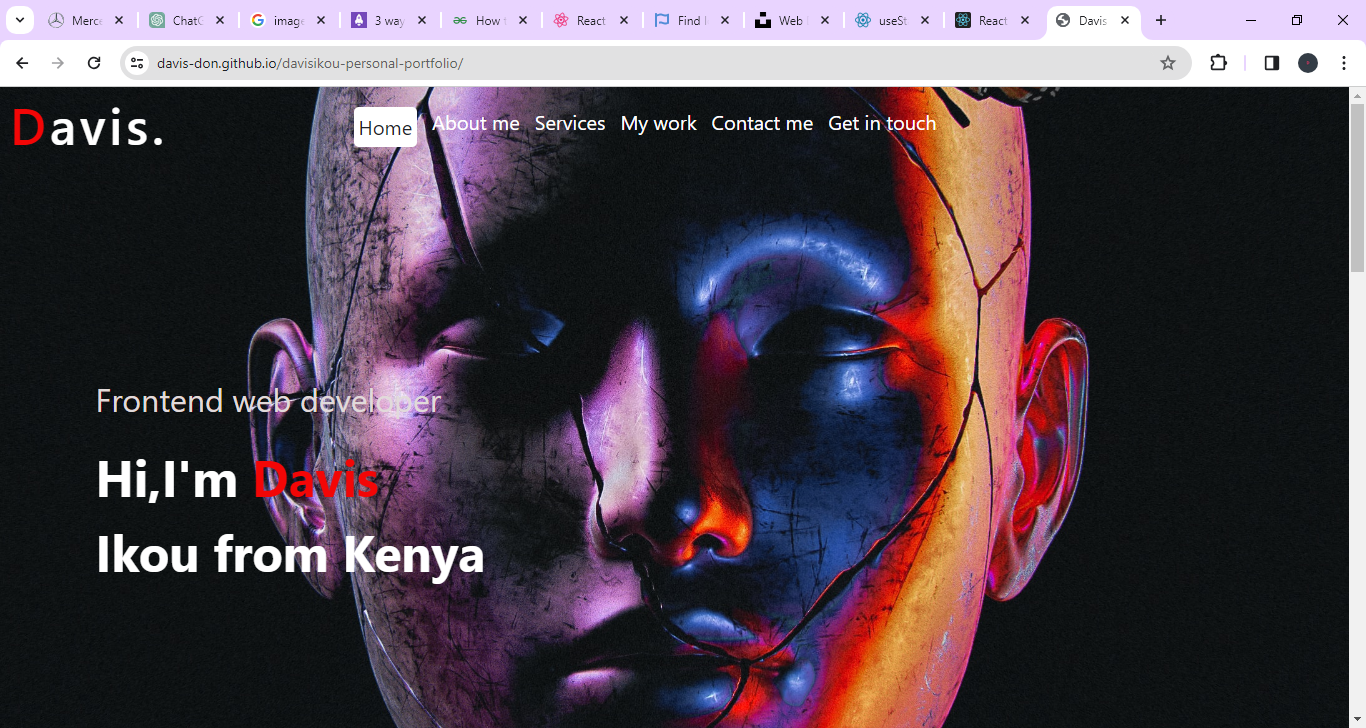 Merce
ChatG
image
3 way
How t
React
Find I
Web
useSt
React
Davis
davis-don.github.io/davisikou-personal-portfolio/
Davis.
Home About me Services My work Contact me Get in touch
Frontend web developer
Hi,I'm Davis
Ikou from Kenya